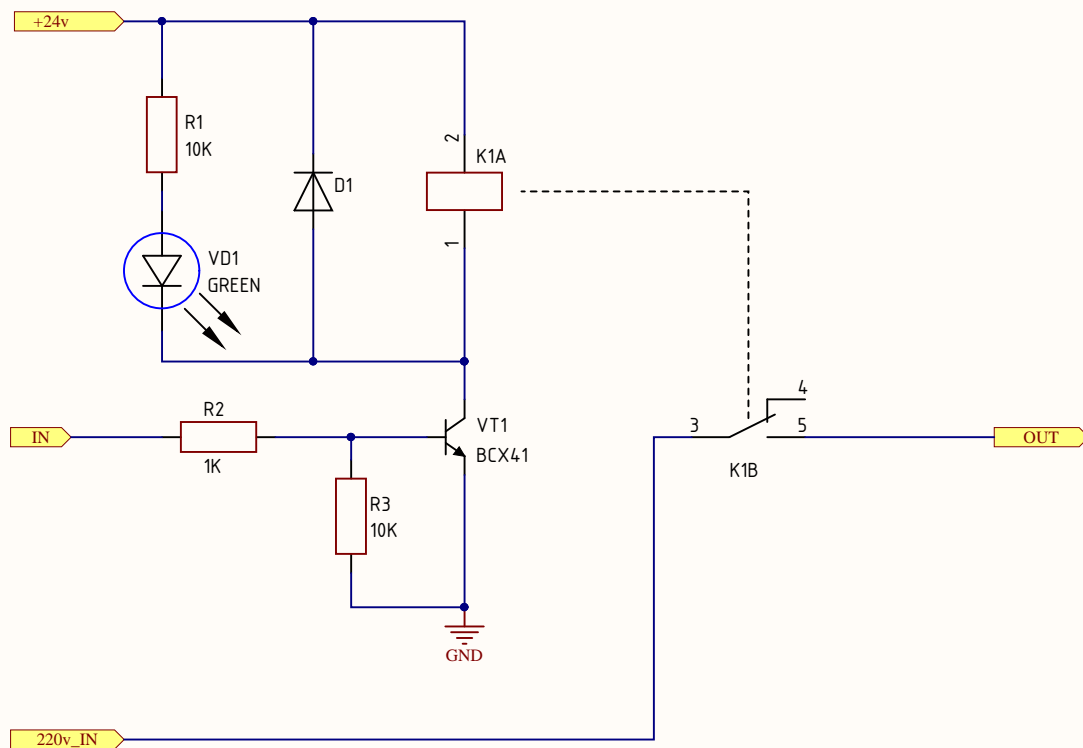 +24v
R1
10K
2
K1A
D1
1
VD1
GREEN
4
R2
VT1
3
5
IN
OUT
1K
BCX41
K1B
R3
10K
GND
220v_IN